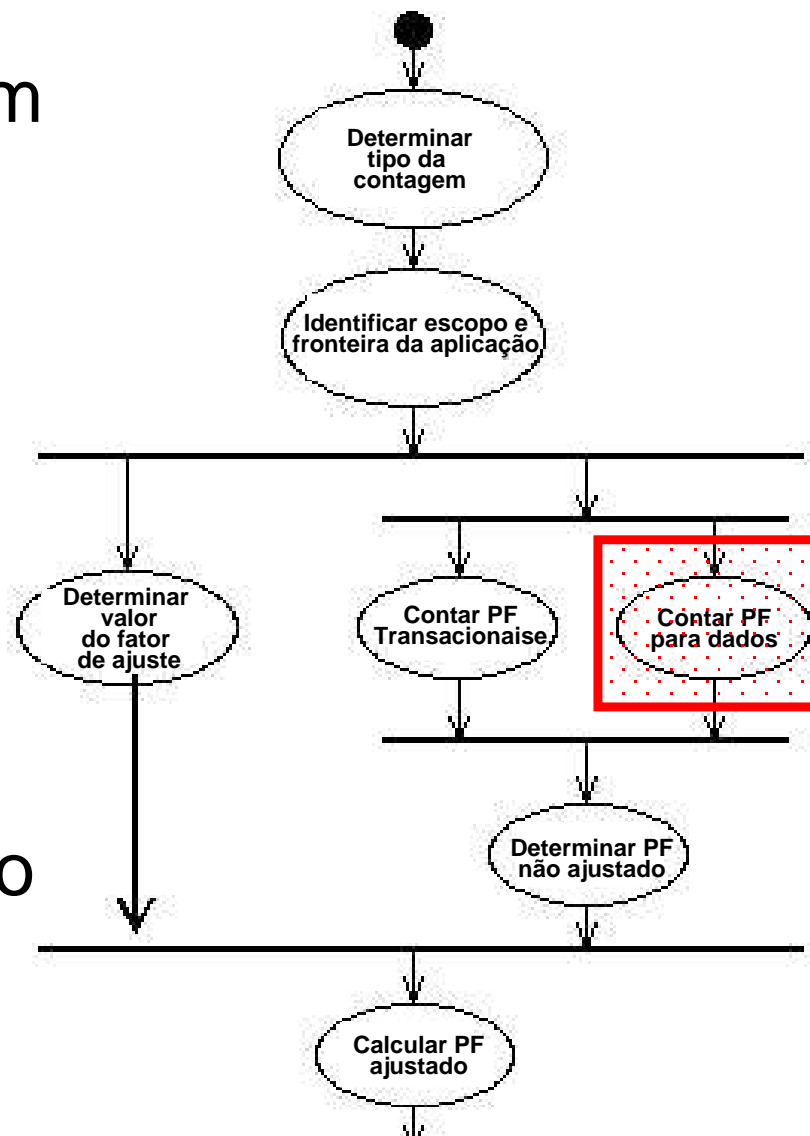 m
Determinar
tipo da
contagem
Identificar escopo e
fronteira da aplicação
Determinar
valor
do fator
de ajuste
Contar PF
Transacionaise
Contar PF
para dados
Determinar PF
não ajustado
o
Calcular PF
ajustado